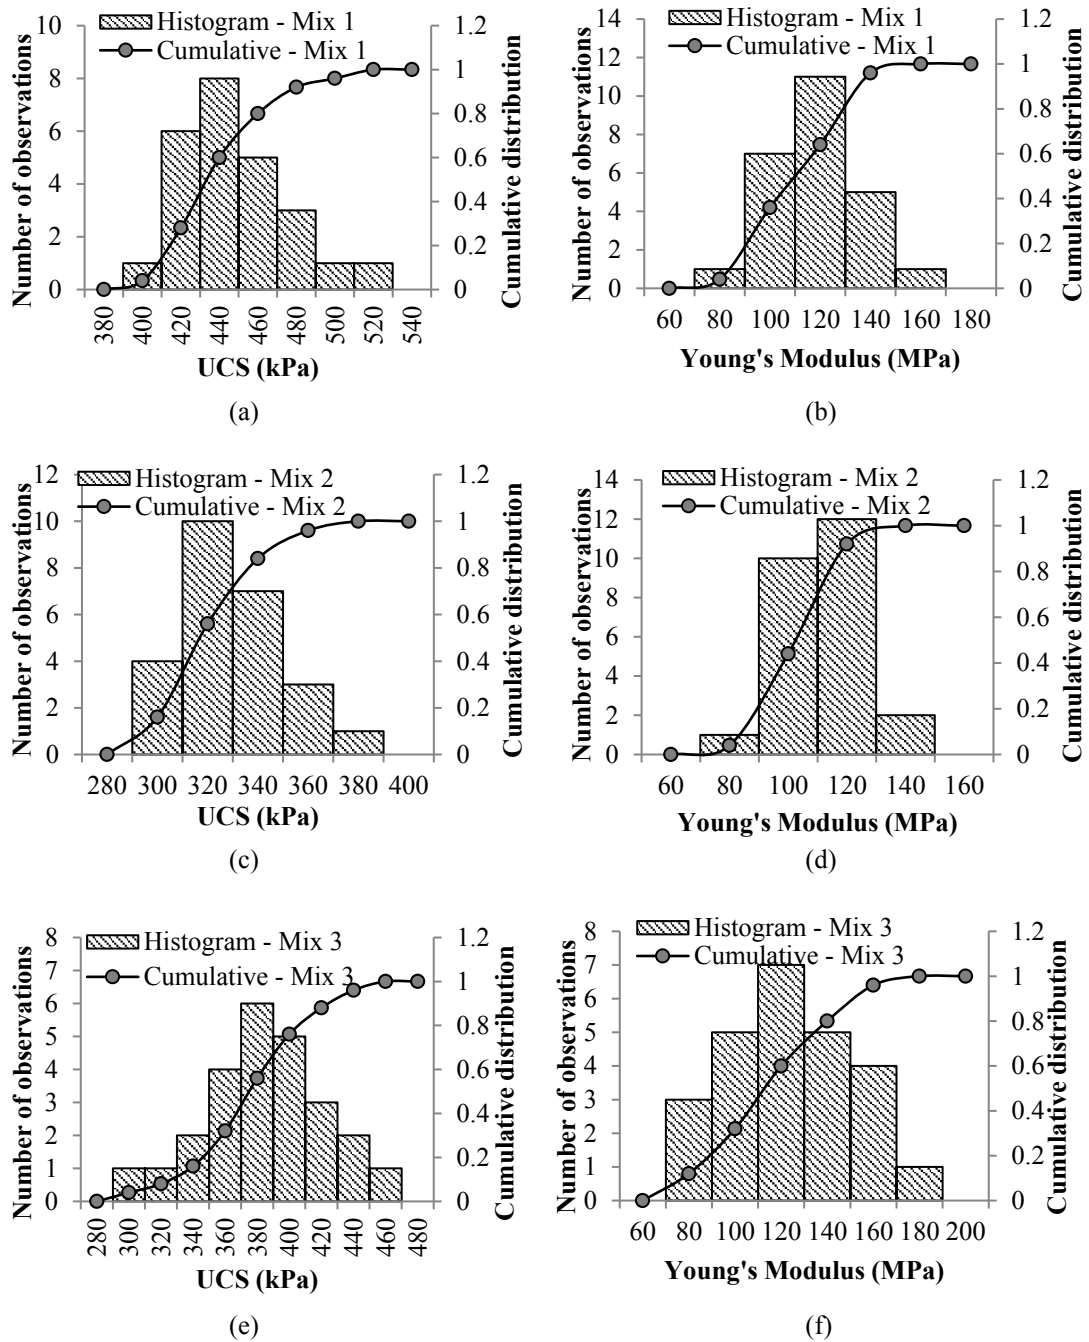 Histogram - Mix 1
Cumulative - Mix 1
Number of observations
10
8
6
4
2
0
Cumulative distribution
1.2
1
0.8
0.6
0.4
0.2
0
380 400 420 440 460 480 500 520 540
UCS (kPa)
(a)
Histogram - Mix 1
Cumulative - Mix 1
Number of observations
14
12
10
8
6
4
2
0
Cumulative distribution
1.2
1
0.8
0.6
0.4
0.2
0
60 80 100 120 140 160 180
Young's Modulus (MPa)
(b)
Histogram - Mix 2
Cumulative - Mix 2
Number of observations
12
10
8
6
4
2
0
Cumulative distribution
1.2
1
0.8
0.6
0.4
0.2
0
280 300 320 340 360 380 400
UCS (kPa)
(c)
Histogram - Mix 2
Cumulative - Mix 2
Number of observations
14
12
10
8
6
4
2
0
Cumulative distribution
1.2
1
0.8
0.6
0.4
0.2
0
60 80 100 120 140 160
Young's Modulus (MPa)
(d)
Histogram - Mix 3
Cumulative - Mix 3
Number of observations
8
7
6
5
4
3
2
1
0
Cumulative distribution
1.2
1
0.8
0.6
0.4
0.2
0
280 300 320 340 360 380 400 420 440 460 480
UCS (kPa)
(e)
Histogram - Mix 3
Cumulative - Mix 3
Number of observations
8
7
6
5
4
3
2
1
0
Cumulative distribution
1.2
1
0.8
0.6
0.4
0.2
0
60 80 100 120 140 160 180 200
Young's Modulus (MPa)
(f)